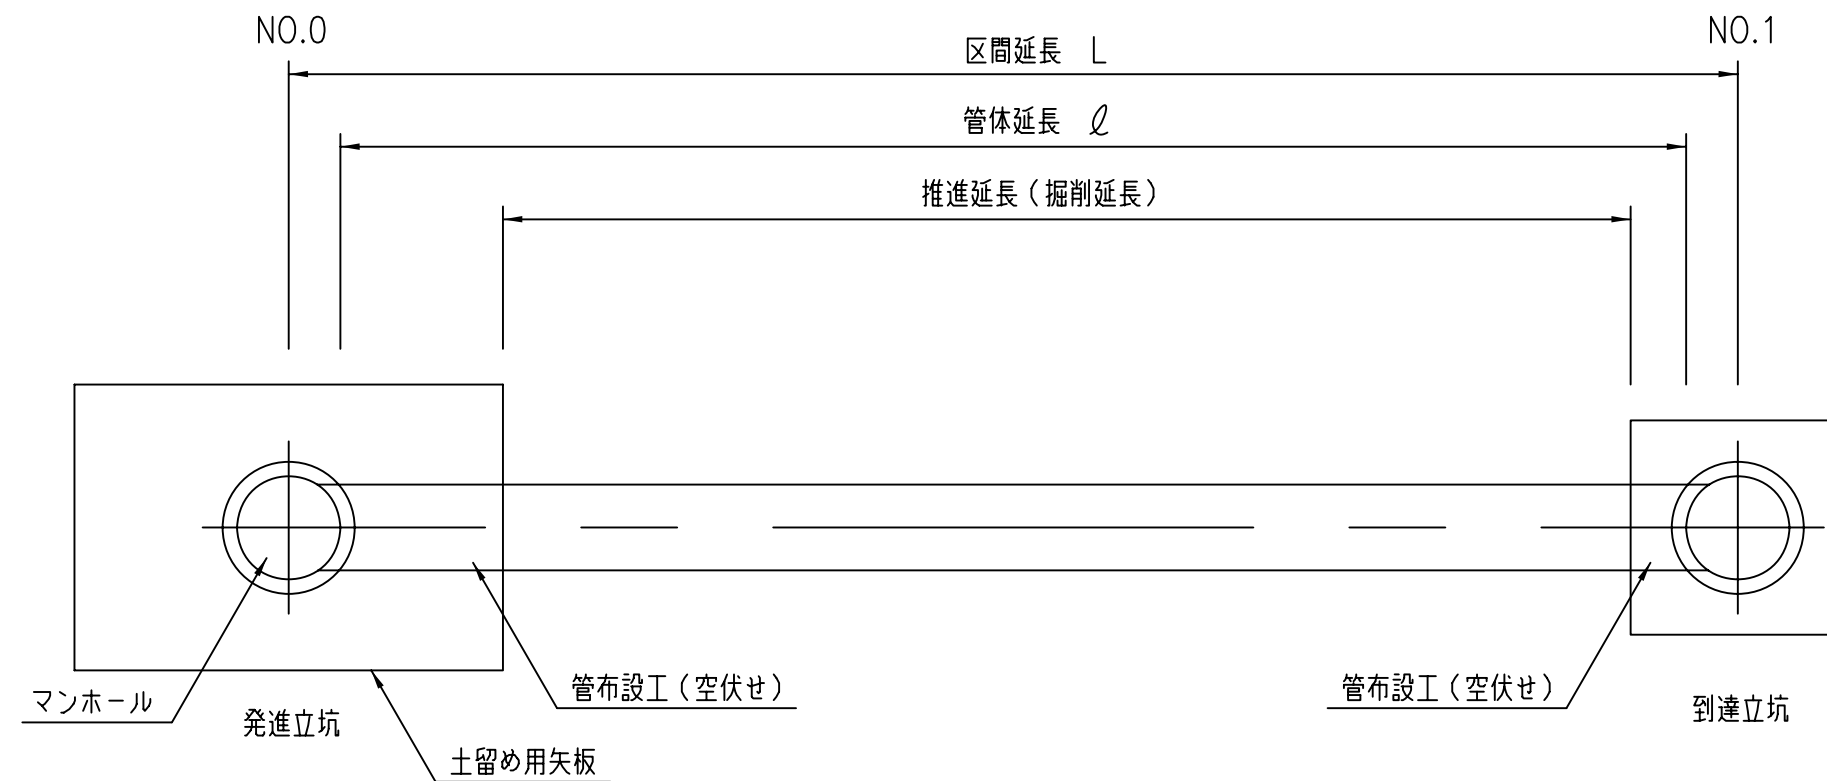 NO.0
NO.1
区間延長 L
管体延長 ℓ
推進延長（掘削延長）
管布設工（空伏せ）
管布設工（空伏せ）
マンホール
発進立坑
到達立坑
土留め用矢板